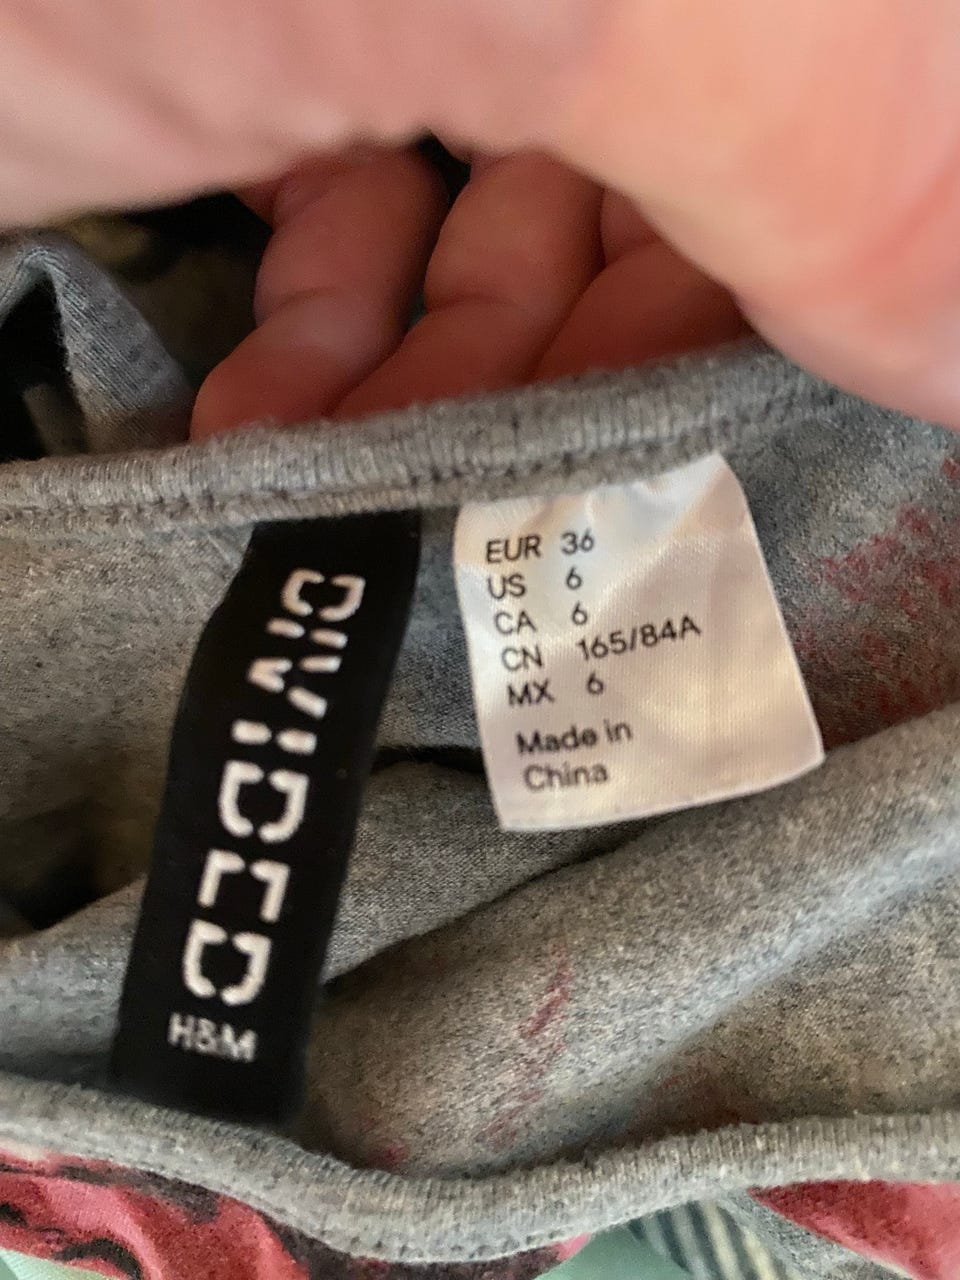 DIVIDED
H&M
EUR 36
US 6
CA 6
CN 165/84A
MX 6
Made in
China